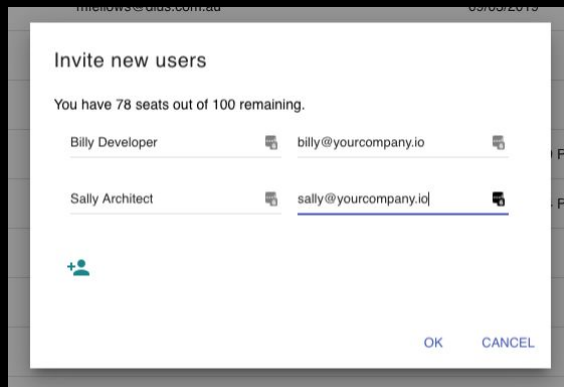 Invite new users
You have 78 seats out of 100 remaining.
Billy Developer billy@yourcompany.io
Sally Architect sally@yourcompany.io
OK CANCEL